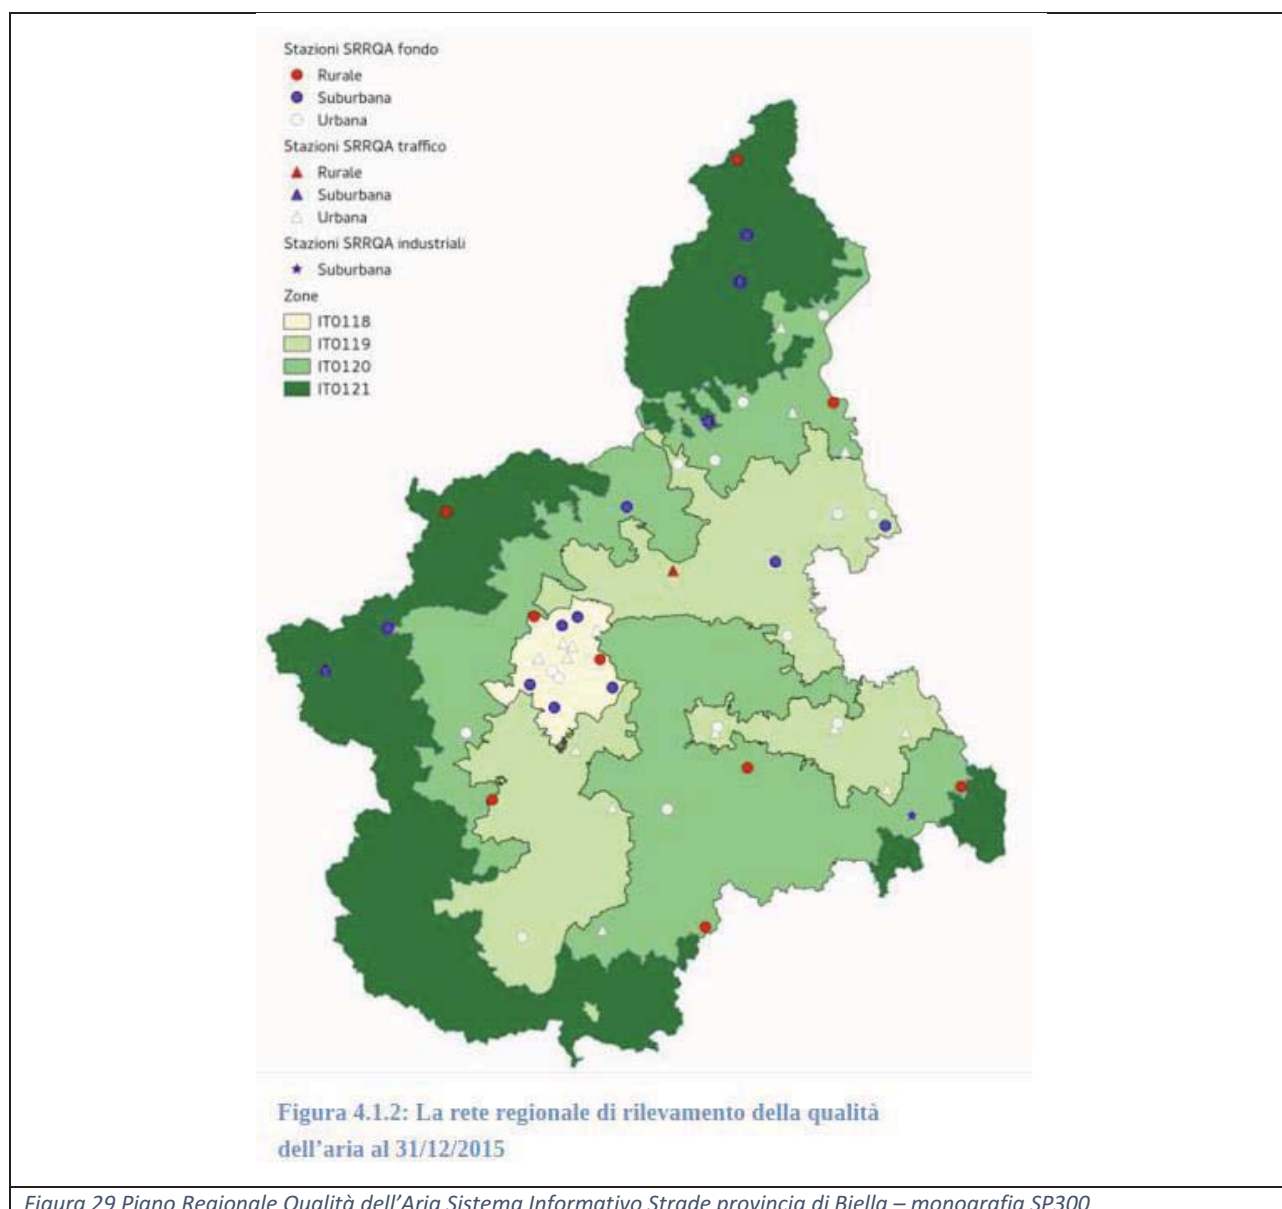 Stazioni SRRQA fondo
Rurale
Suburbana
Urbana
Stazioni SRRQA traffico
Rurale
Suburbana
Urbana
Stazioni SRRQA industriali
Suburbana
Zone
IT0118
IT0119
IT0120
IT0121
Figura 4.1.2: La rete regionale di rilevamento della qualità
dell'aria al 31/12/2015
Figura 29 Piano Regionale Qualità dell'Aria Sistema Informativo Strade provincia di Biella – monografia SP300